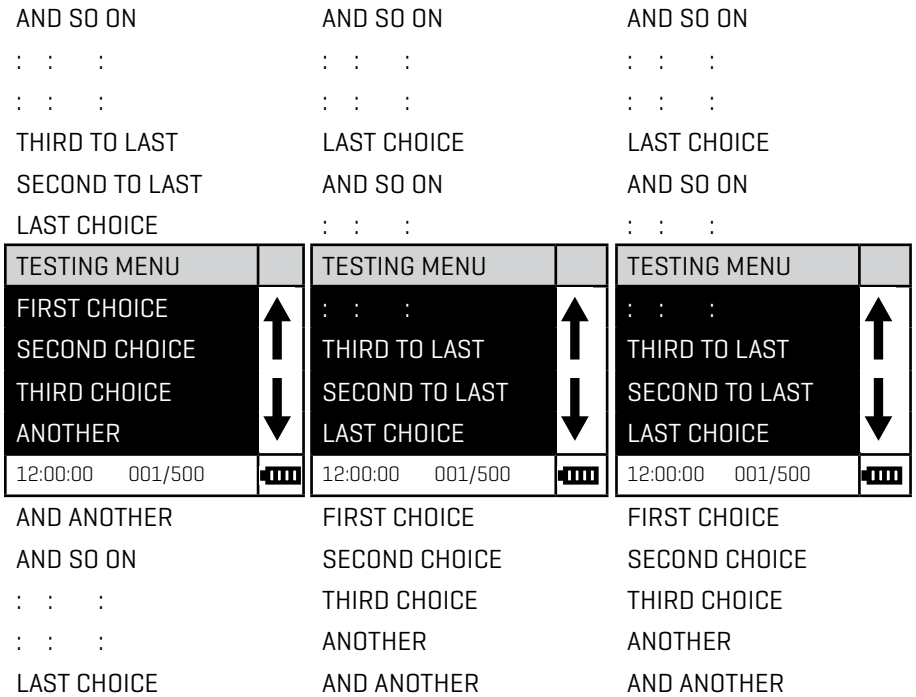 AND SO ON AND SO ON AND SO ON
: : : : : : : : :
: : : : : : : : :
THIRD TO LAST LAST CHOICE LAST CHOICE
SECOND TO LAST AND SO ON AND SO ON
LAST CHOICE : : : : : :
TESTING MENU TESTING MENU TESTING MENU
FIRST CHOICE : : : : : :
SECOND CHOICE THIRD TO LAST THIRD TO LAST
THIRD CHOICE SECOND TO LAST SECOND TO LAST
ANOTHER LAST CHOICE LAST CHOICE
12:00:00 001/500 12:00:00 001/500 12:00:00 001/500
AND ANOTHER FIRST CHOICE FIRST CHOICE
AND SO ON SECOND CHOICE SECOND CHOICE
: : : THIRD CHOICE THIRD CHOICE
: : : ANOTHER ANOTHER
LAST CHOICE AND ANOTHER AND ANOTHER